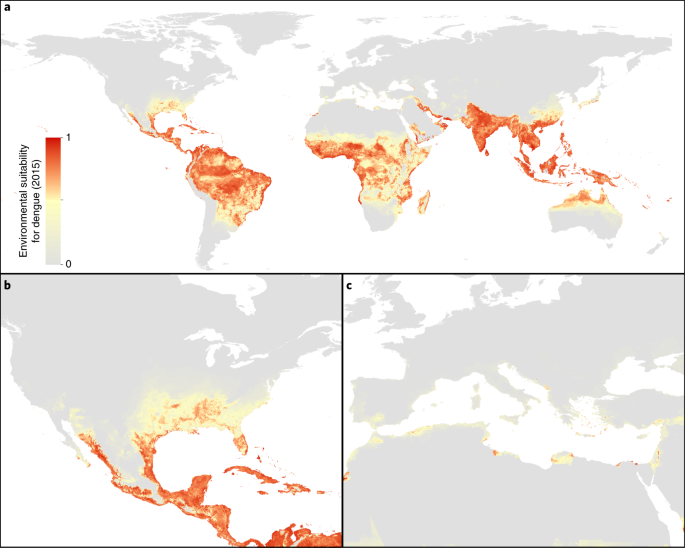 a
Environmental suitability
for dengue (2015)
1
0
b
c